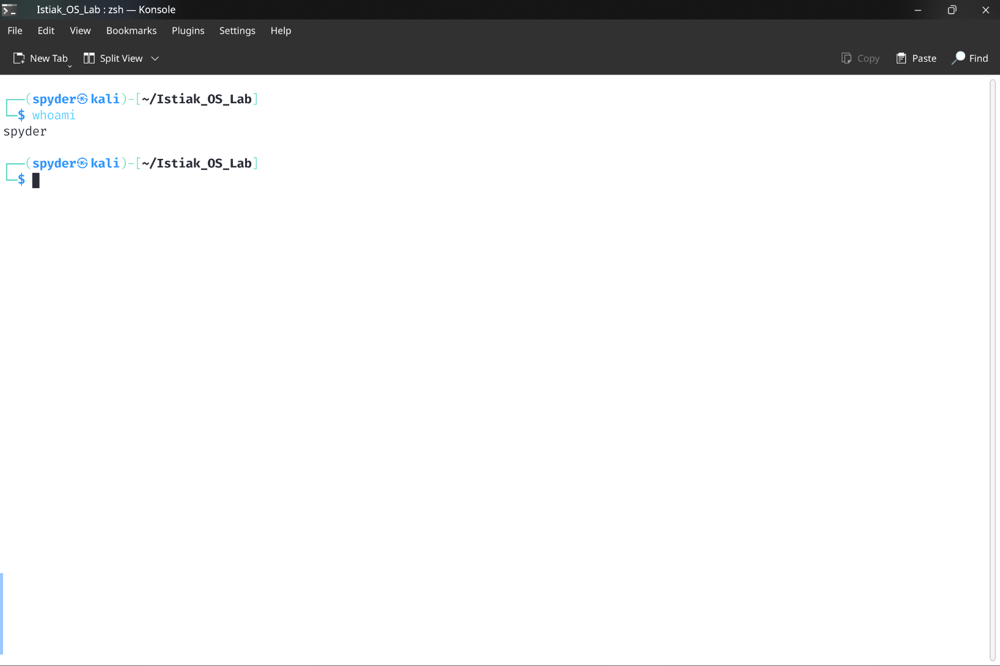 Istiak_OS_Lab : zsh — Konsole
File Edit View Bookmarks Plugins Settings Help
New Tab Split View Copy Paste Find
┌──(spyder㉿kali)-[~/Istiak_OS_Lab]
└─$ whoami
spyder
┌──(spyder㉿kali)-[~/Istiak_OS_Lab]
└─$